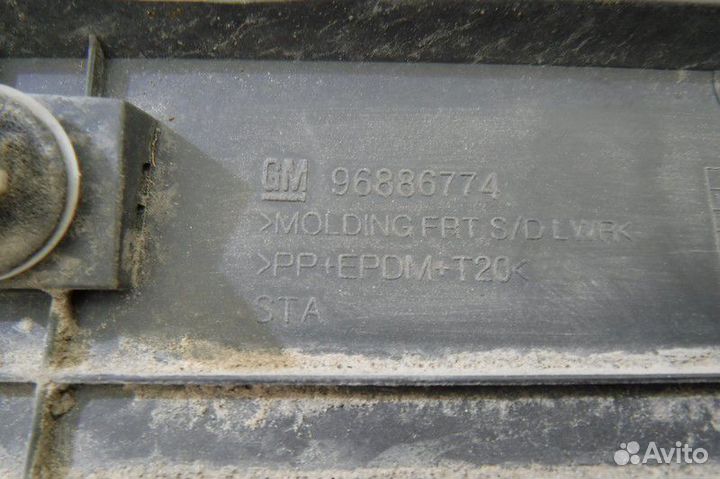 GM 96886774
>MOLDING FRT S/D LWR<
>PP+EPDM+T20<
STA
Avito